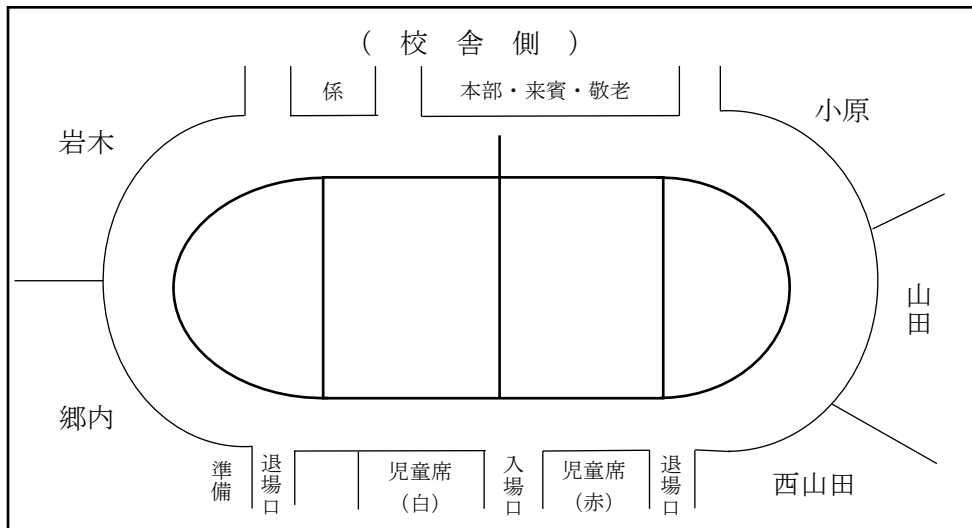 ( 校 舎 側 )
係
本部・来賓・敬老
小原
岩木
山田
郷内
西山田
準備
退場口
児童席
(白)
入場口
児童席
(赤)
退場口